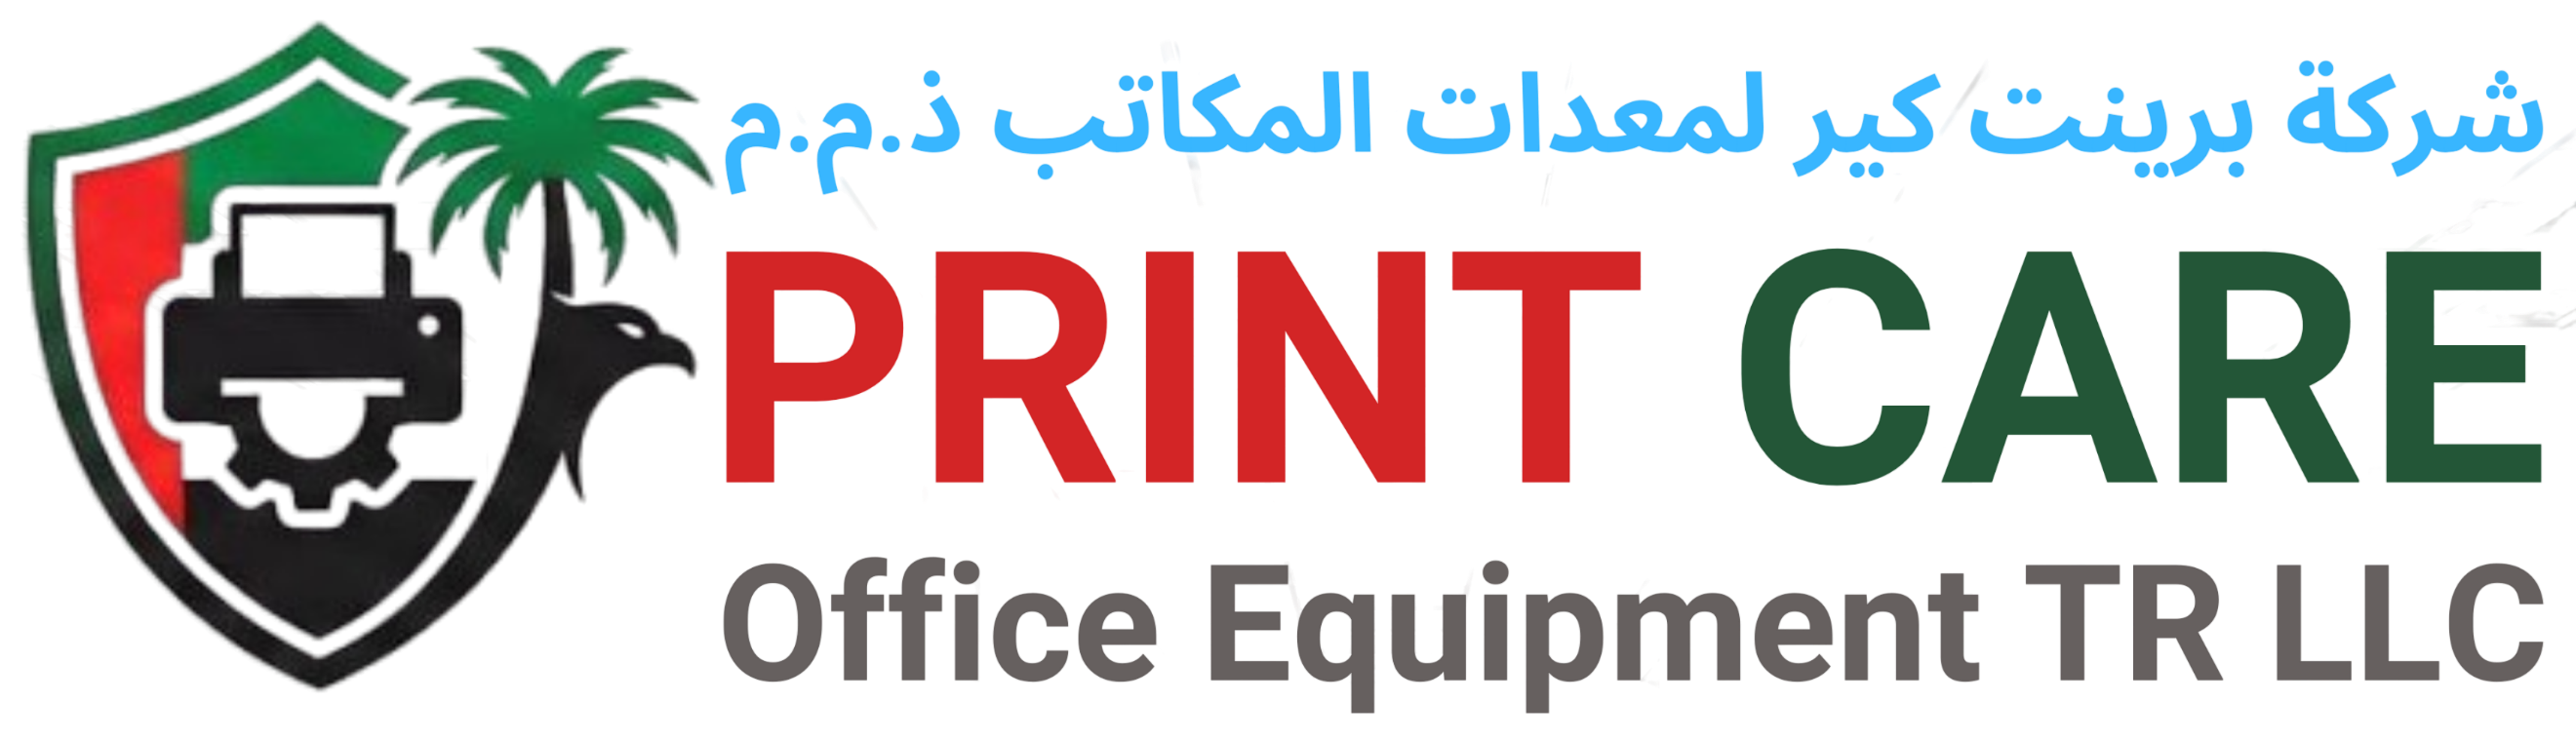 شركة برينت كير لمعدات المكاتب ذ.م.م
PRINT CARE
Office Equipment TR LLC